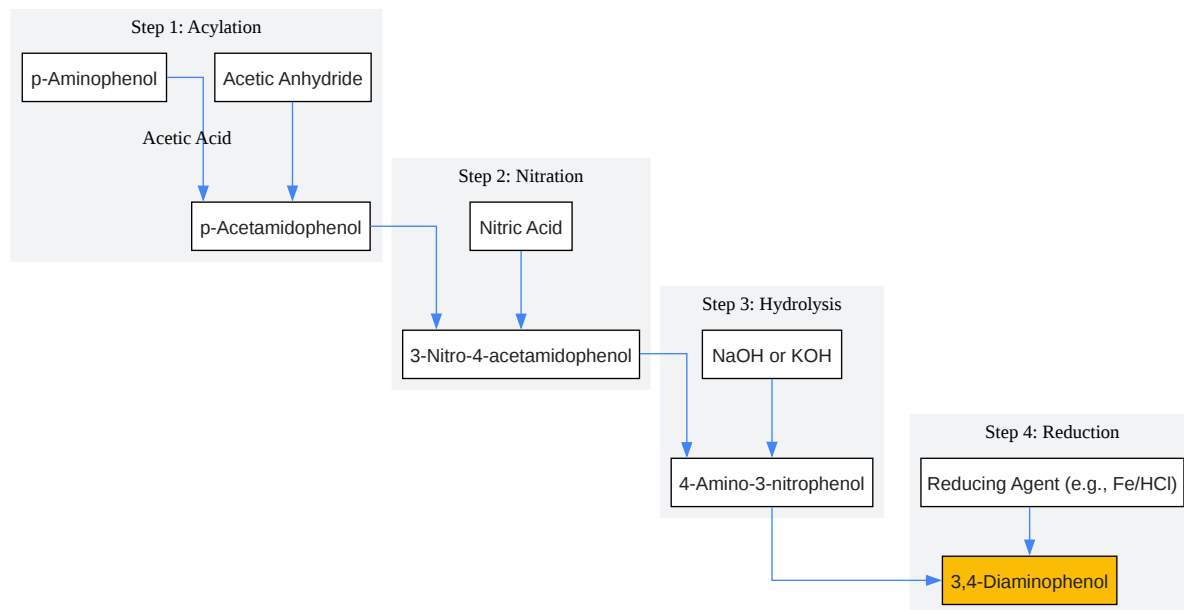 Step 1: Acylation
p-Aminophenol
Acetic Anhydride
Acetic Acid
p-Acetamidophenol
Step 2: Nitration
Nitric Acid
3-Nitro-4-acetamidophenol
Step 3: Hydrolysis
NaOH or KOH
4-Amino-3-nitrophenol
Step 4: Reduction
Reducing Agent (e.g., Fe/HCl)
3,4-Diaminophenol